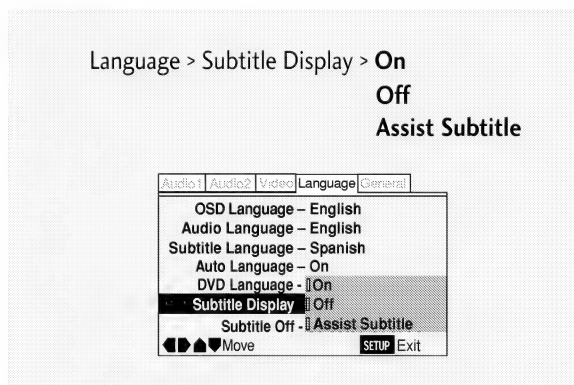 Language > Subtitle Display > On
Off
Assist Subtitle
Audio1 Audio2 Video Language General
OSD Language – English
Audio Language – English
Subtitle Language – Spanish
Auto Language – On
DVD Language - On
Subtitle Display Off
Subtitle Off - Assist Subtitle
Move SETUP Exit